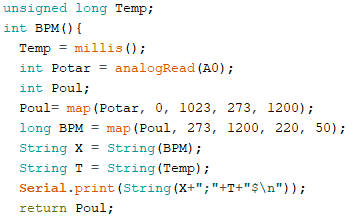 unsigned long Temp;
int BPM(){
Temp = millis();
int Potar = analogRead(A0);
int Poul;
Poul= map(Potar, 0, 1023, 273, 1200);
long BPM = map(Poul, 273, 1200, 220, 50);
String X = String(BPM);
String T = String(Temp);
Serial.print(String(X+";"+T+"$\n"));
return Poul;